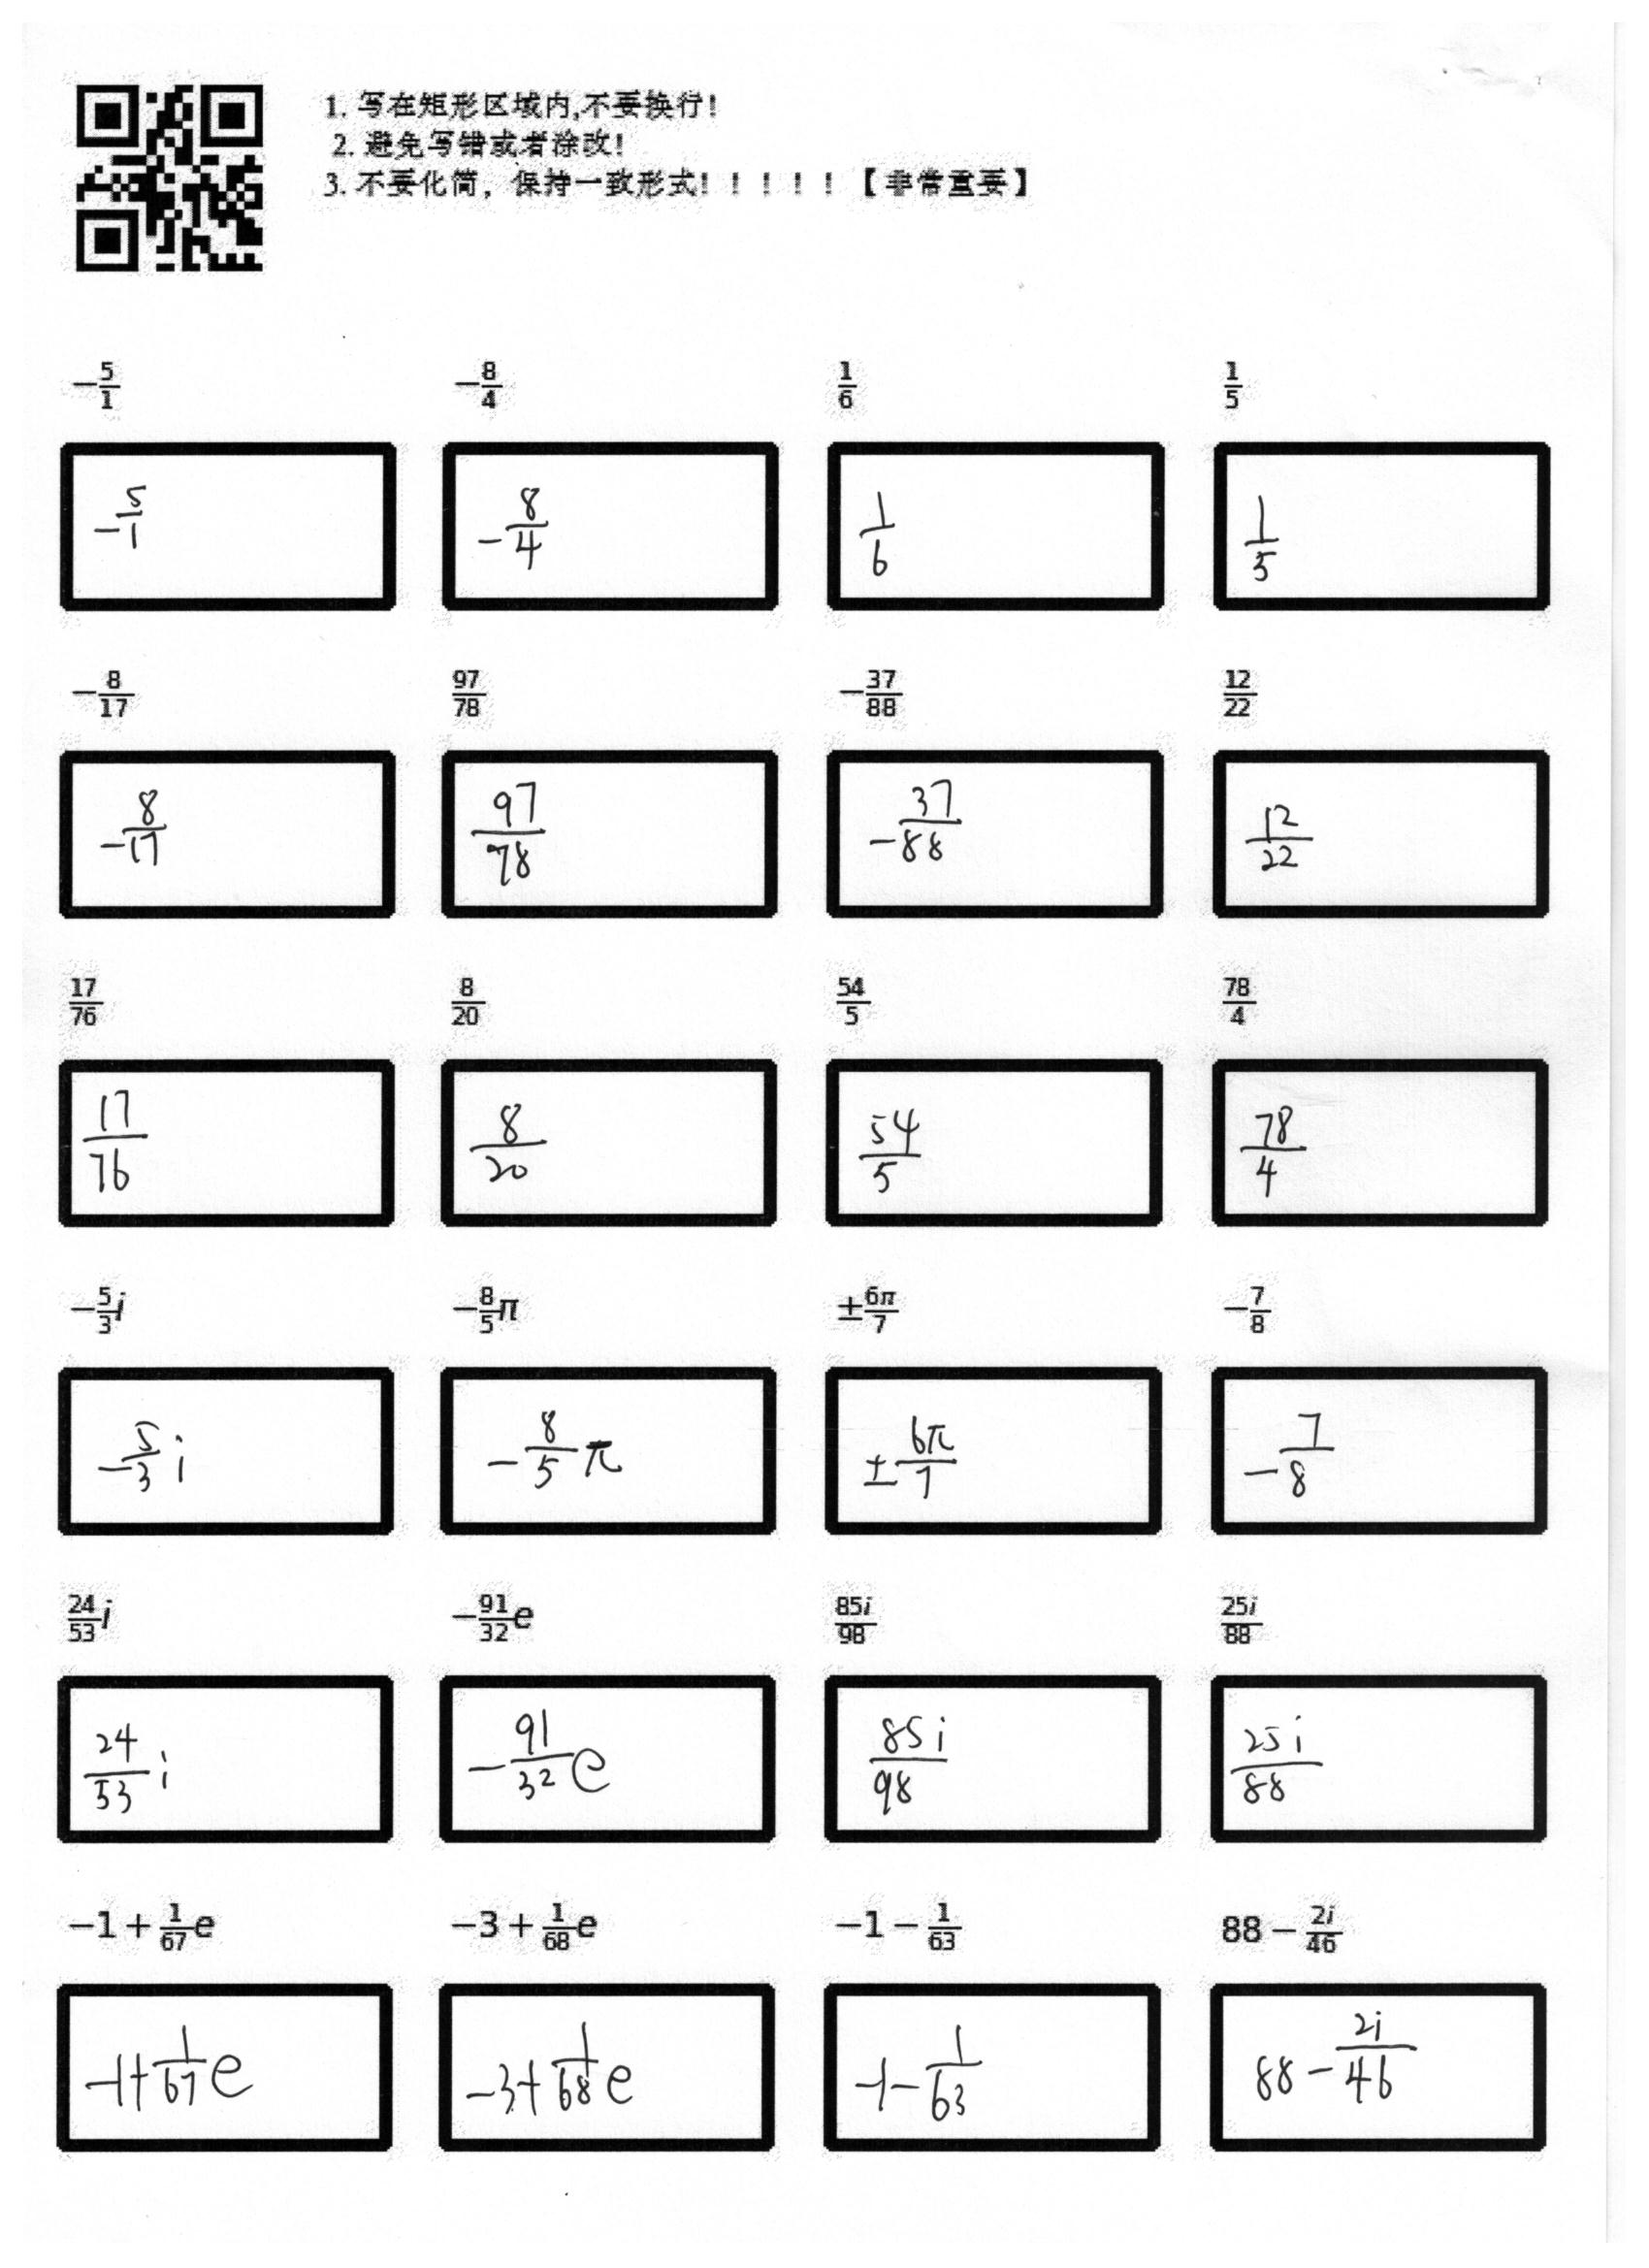 1. 写在矩形区域内,不要换行!
2. 避免写错或者涂改!
3. 不要化简，保持一致形式!！！！！【非常重要】
$-\frac{5}{1}$ $-\frac{8}{4}$ $\frac{1}{6}$ $\frac{1}{5}$
$-\frac{5}{1}$ $-\frac{8}{4}$ $\frac{1}{6}$ $\frac{1}{5}$
$-\frac{8}{17}$ $\frac{97}{78}$ $-\frac{37}{88}$ $\frac{12}{22}$
$-\frac{8}{17}$ $\frac{97}{78}$ $-\frac{37}{88}$ $\frac{12}{22}$
$\frac{17}{76}$ $\frac{8}{20}$ $\frac{54}{5}$ $\frac{78}{4}$
$\frac{17}{76}$ $\frac{8}{20}$ $\frac{54}{5}$ $\frac{78}{4}$
$-\frac{5}{3}i$ $-\frac{8}{5}\pi$ $\pm\frac{6\pi}{7}$ $-\frac{7}{8}$
$-\frac{5}{3}i$ $-\frac{8}{5}\pi$ $\pm\frac{6\pi}{7}$ $-\frac{7}{8}$
$\frac{24}{53}i$ $-\frac{91}{32}e$ $\frac{85i}{98}$ $\frac{25i}{88}$
$\frac{24}{53}i$ $-\frac{91}{32}e$ $\frac{85i}{98}$ $\frac{25i}{88}$
$-1+\frac{1}{67}e$ $-3+\frac{1}{68}e$ $-1-\frac{1}{63}$ $88-\frac{2i}{46}$
$-1+\frac{1}{67}e$ $-3+\frac{1}{68}e$ $-1-\frac{1}{63}$ $88-\frac{2i}{46}$